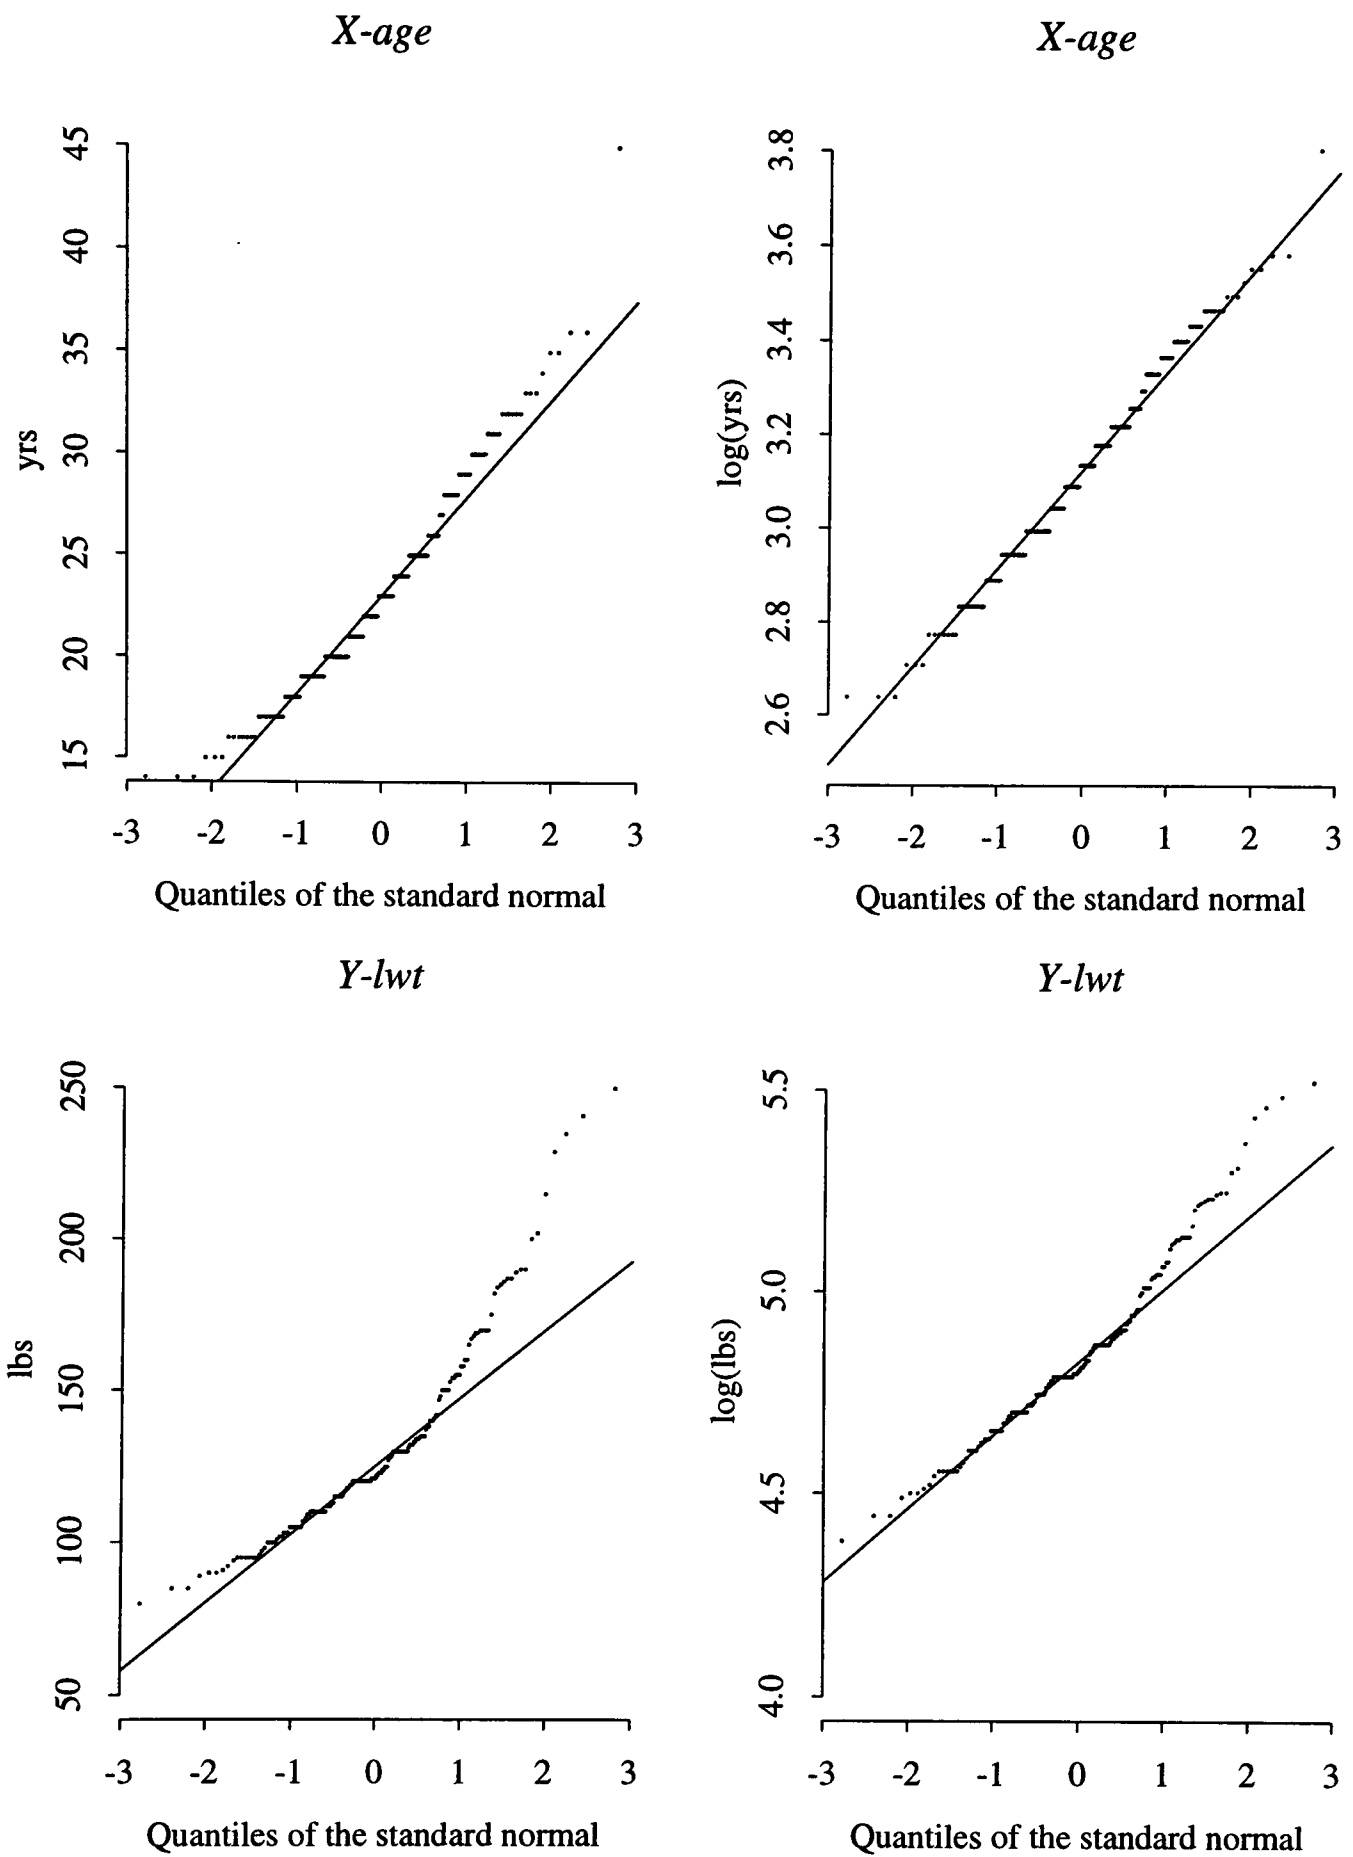 X-age
X-age
45
40
35
30
25
20
15
yrs
-3 -2 -1 0 1 2 3
Quantiles of the standard normal
3.8
3.6
3.4
3.2
3.0
2.8
2.6
log(yrs)
-3 -2 -1 0 1 2 3
Quantiles of the standard normal
Y-lwt
Y-lwt
250
200
150
100
50
lbs
-3 -2 -1 0 1 2 3
Quantiles of the standard normal
5.5
5.0
4.5
4.0
log(lbs)
-3 -2 -1 0 1 2 3
Quantiles of the standard normal